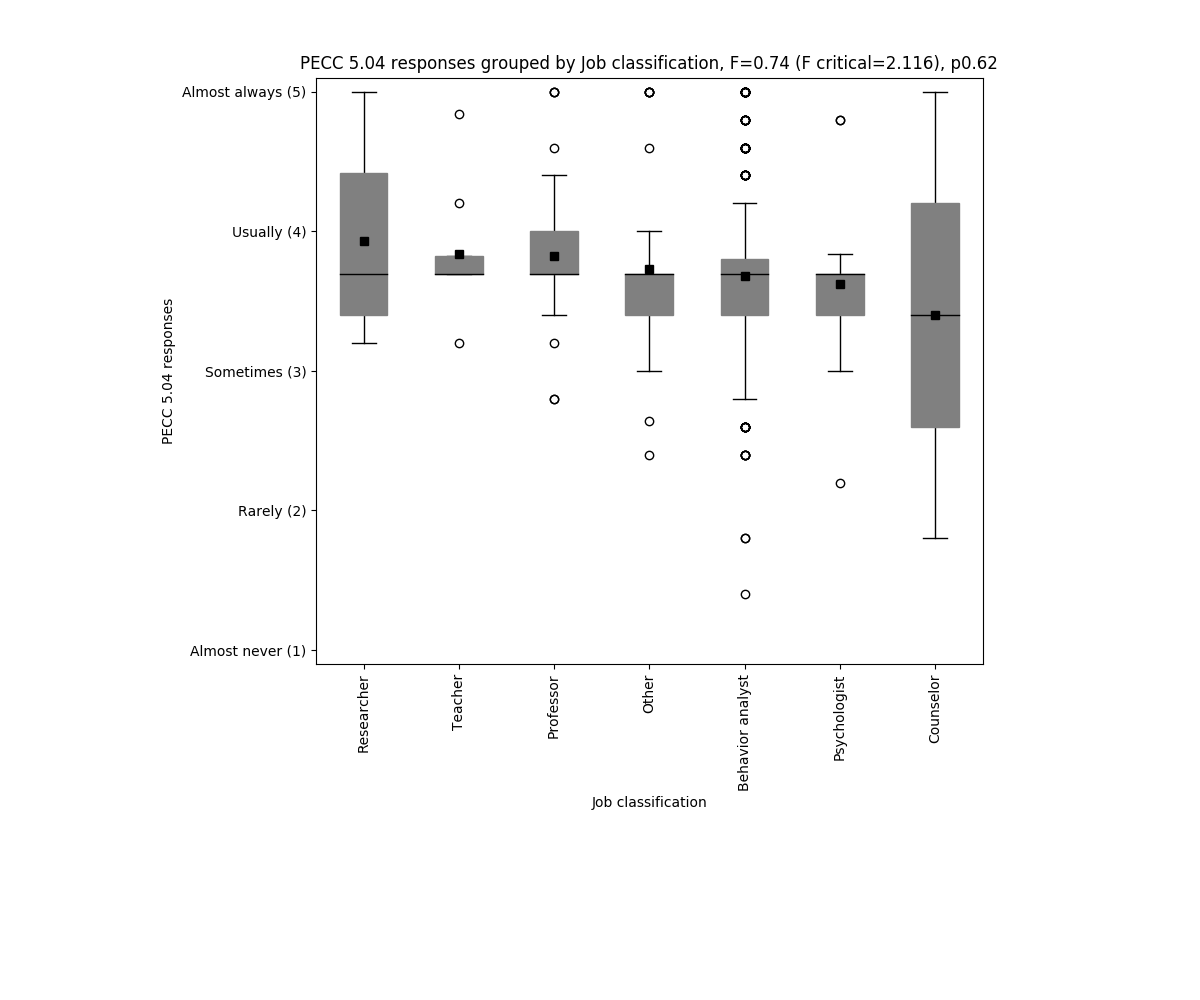 PECC 5.04 responses grouped by Job classification, F=0.74 (F critical=2.116), p0.62
Almost always (5)
Usually (4)
Sometimes (3)
Rarely (2)
Almost never (1)
PECC 5.04 responses
Researcher
Teacher
Professor
Other
Behavior analyst
Psychologist
Counselor
Job classification